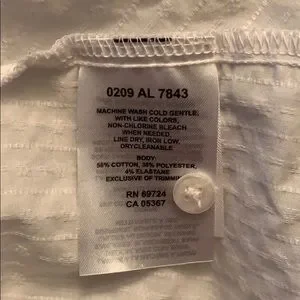 0209 AL 7843
MACHINE WASH COLD GENTLE,
WITH LIKE COLORS,
NON-CHLORINE BLEACH
WHEN NEEDED
LINE DRY, IRON LOW,
DRYCLEANABLE
BODY:
58% COTTON, 38% POLYESTER,
4% ELASTANE
EXCLUSIVE OF TRIMMING
RN 69724
CA 05367